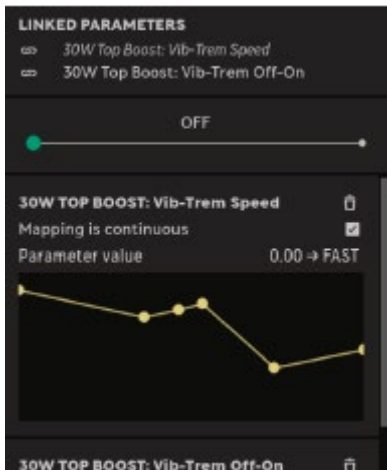 LINKED PARAMETERS
30W Top Boost: Vib-Trem Speed
30W Top Boost: Vib-Trem Off-On
OFF
30W TOP BOOST: Vib-Trem Speed
Mapping is continuous
Parameter value 0.00 → FAST
30W TOP BOOST: Vib-Trem Off-On